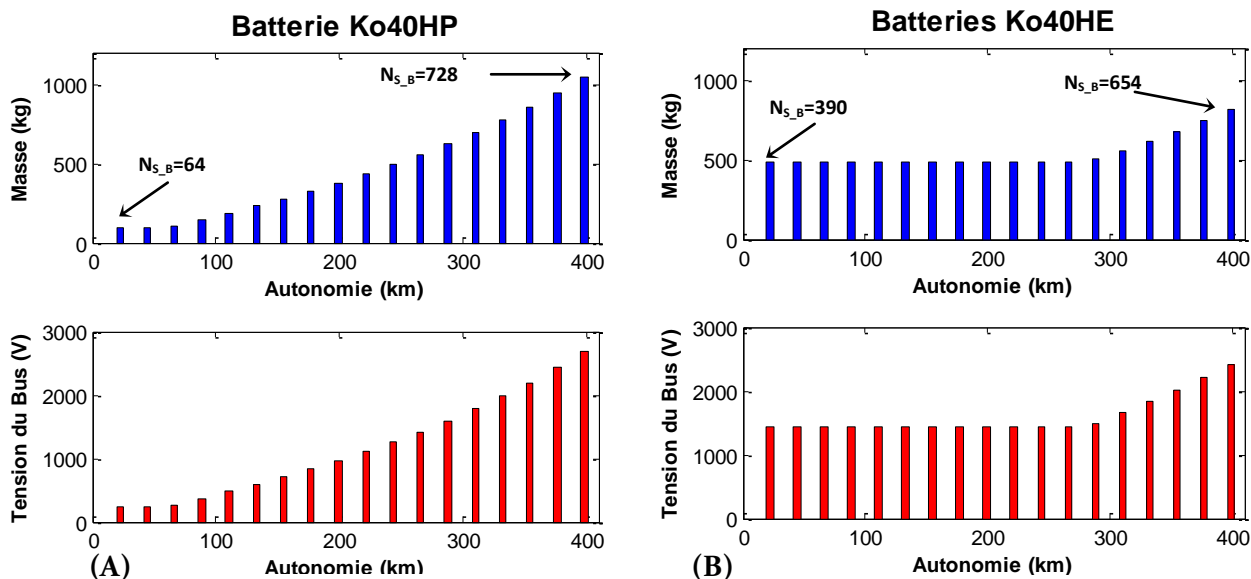 Batterie Ko40HP
Masse (kg)
1000
500
0
N_S_B=728
N_S_B=64
0 100 200 300 400
Autonomie (km)
Tension du Bus (V)
3000
2000
1000
0
0 100 200 300 400
(A)
Autonomie (km)
Batteries Ko40HE
Masse (kg)
1000
500
0
N_S_B=390
N_S_B=654
0 100 200 300 400
Autonomie (km)
Tension du Bus (V)
3000
2000
1000
0
0 100 200 300 400
(B)
Autonomie (km)